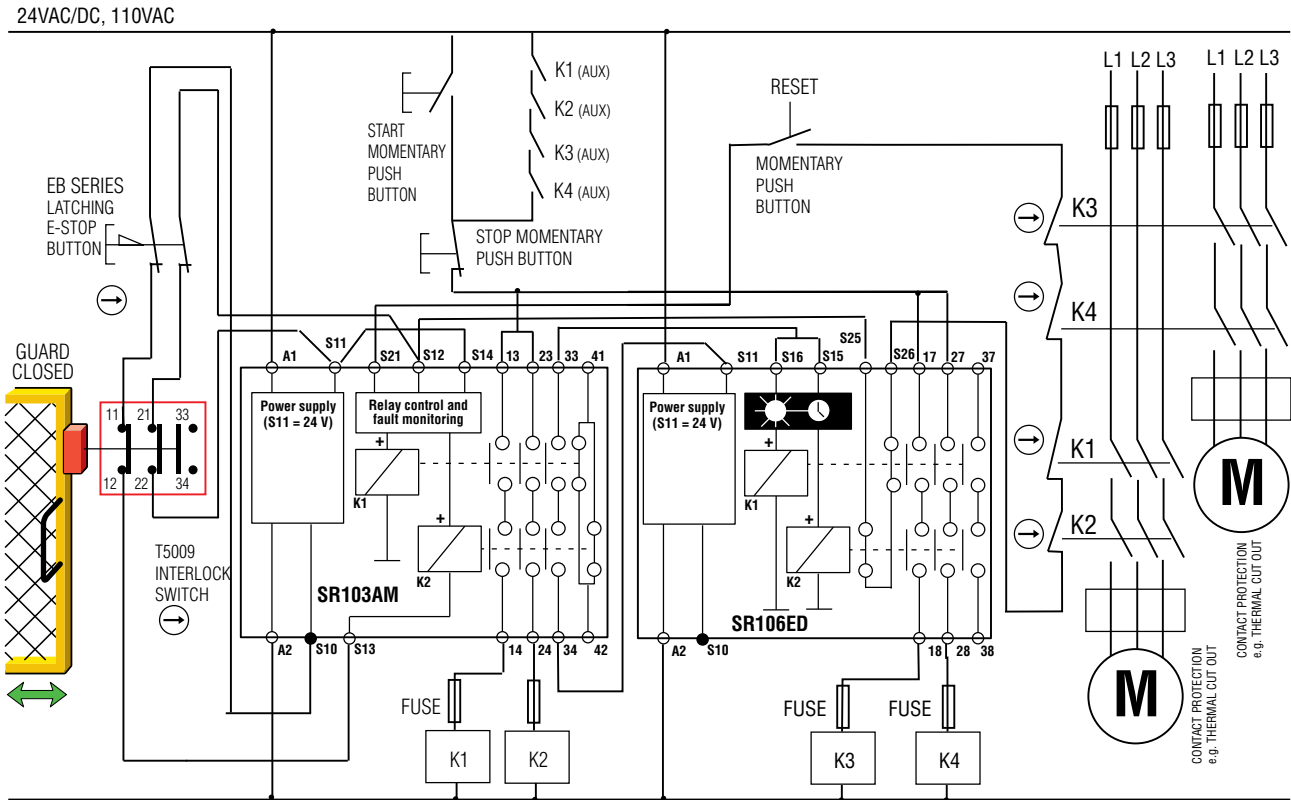 24VAC/DC, 110VAC
K1 (AUX)
K2 (AUX)
K3 (AUX)
K4 (AUX)
START
MOMENTARY
PUSH
BUTTON
STOP MOMENTARY
PUSH BUTTON
RESET
MOMENTARY
PUSH
BUTTON
L1 L2 L3
L1 L2 L3
EB SERIES
LATCHING
E-STOP
BUTTON
K3
K4
K1
K2
GUARD
CLOSED
11 21 33
12 22 34
T5009
INTERLOCK
SWITCH
A1 S11 S21 S12 S14 13 23 33 41
Power supply
(S11 = 24 V)
Relay control and
fault monitoring
+
K1
+
K2
SR103AM
A2 S10 S13 14 24 34 42
FUSE
K1
K2
A1 S11 S16 S15 S25 S26 17 27 37
Power supply
(S11 = 24 V)
+
K1
+
K2
SR106ED
A2 S10 18 28 38
FUSE
FUSE
K3
K4
M
CONTACT PROTECTION
e.g. THERMAL CUT OUT
M
CONTACT PROTECTION
e.g. THERMAL CUT OUT